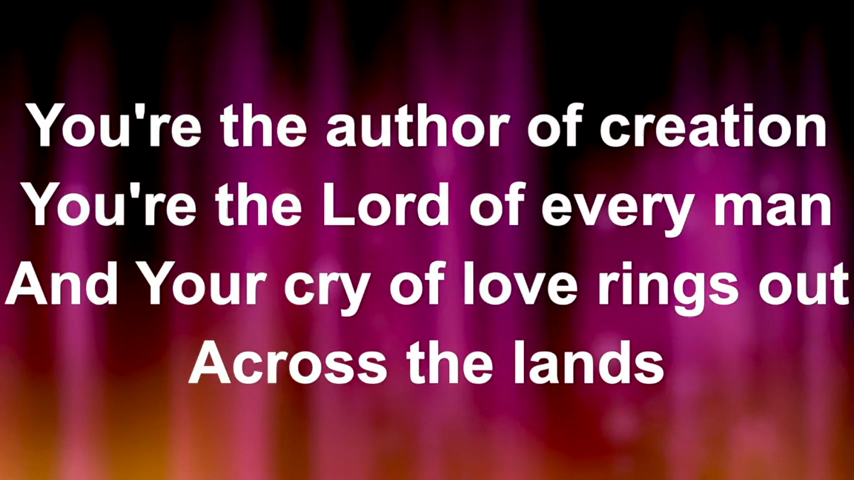 You're the author of creation
You're the Lord of every man
And Your cry of love rings out
Across the lands